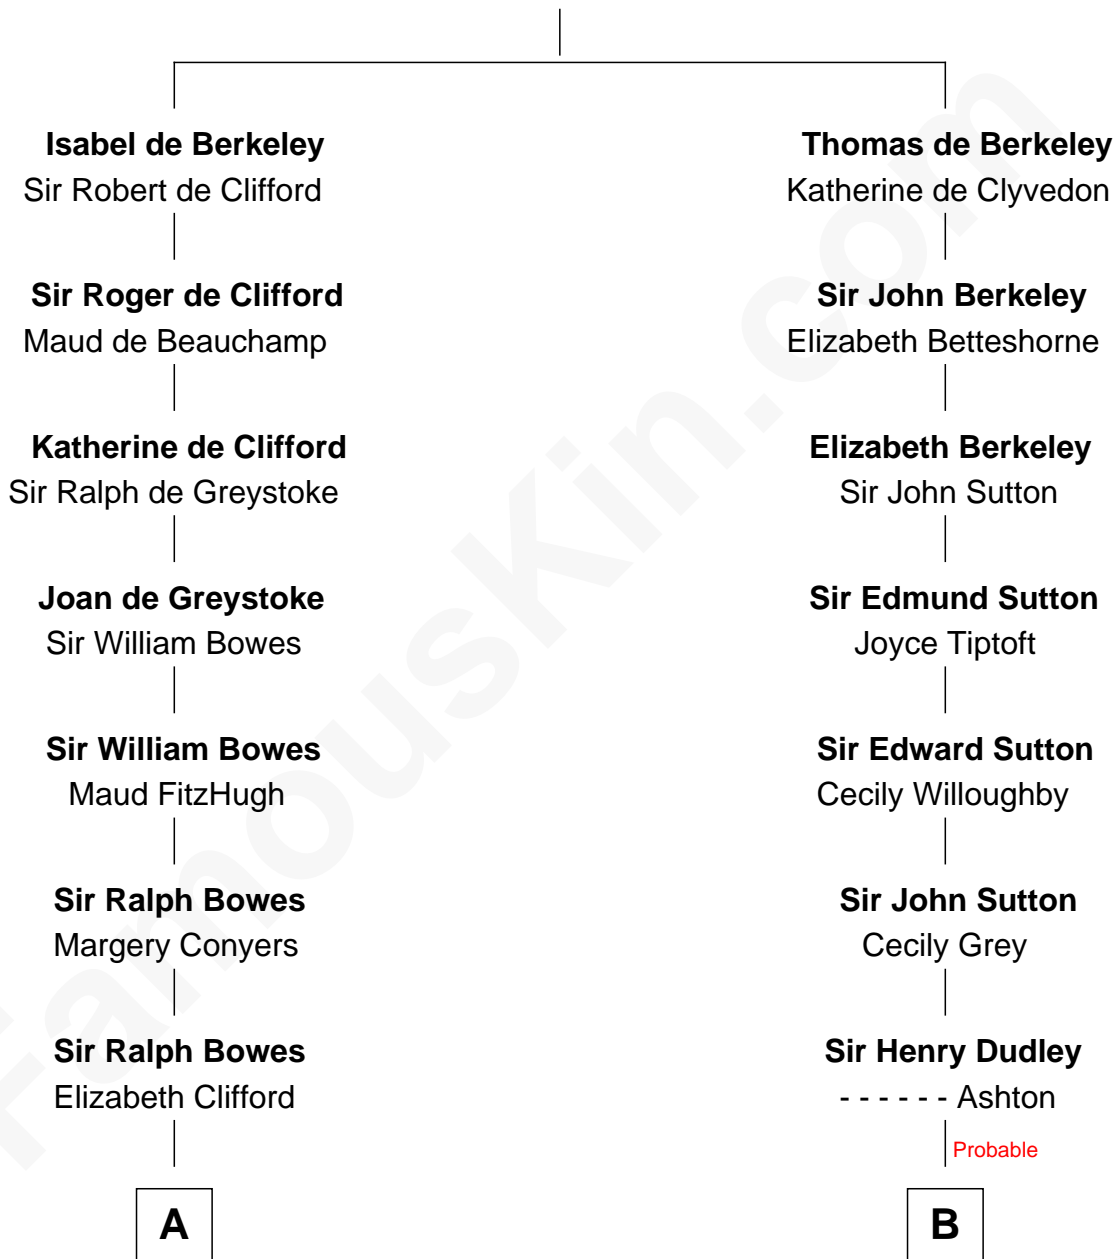 Isabel de Berkeley
Sir Robert de Clifford
Sir Roger de Clifford
Maud de Beauchamp
Katherine de Clifford
Sir Ralph de Greystoke
Joan de Greystoke
Sir William Bowes
Sir William Bowes
Maud FitzHugh
Sir Ralph Bowes
Margery Conyers
Sir Ralph Bowes
Elizabeth Clifford
A
Thomas de Berkeley
Katherine de Clyvedon
Sir John Berkeley
Elizabeth Betteshorne
Elizabeth Berkeley
Sir John Sutton
Sir Edmund Sutton
Joyce Tiptoft
Sir Edward Sutton
Cecily Willoughby
Sir John Sutton
Cecily Grey
Sir Henry Dudley
- - - - - - Ashton
Probable
B
FamousKin.com